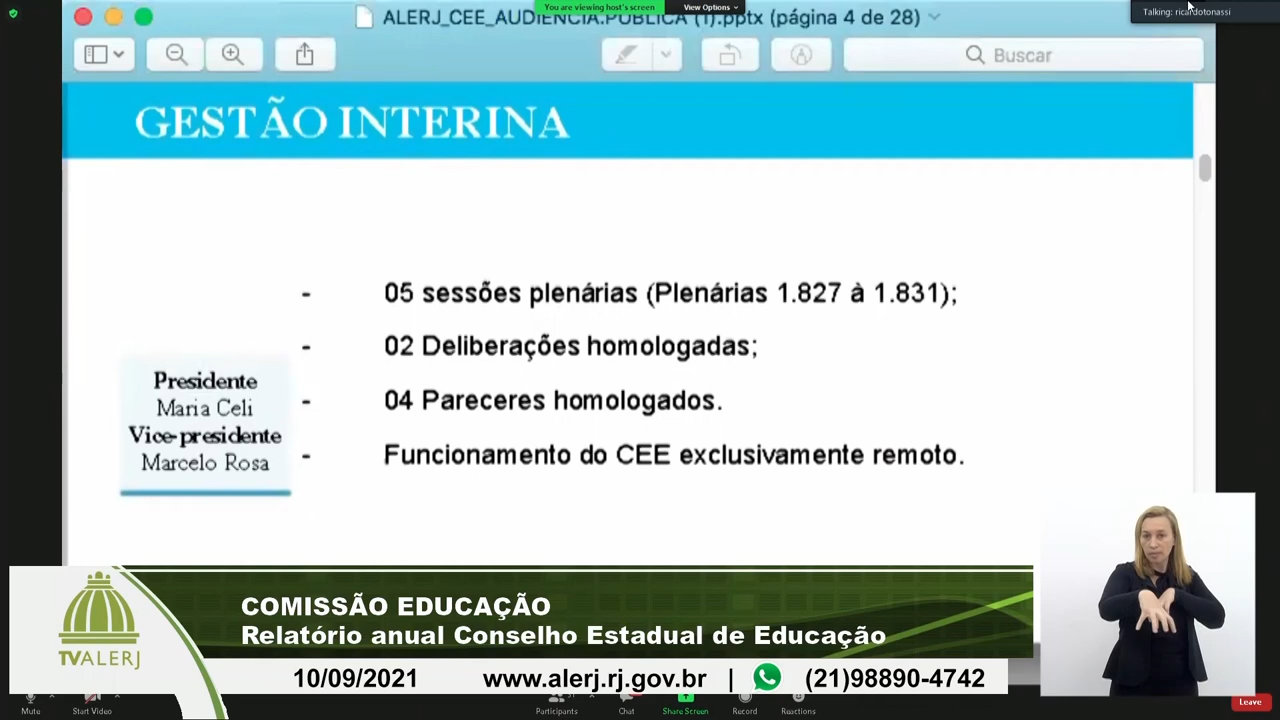 You are viewing host's screen
View Options
Talking: ricardotonassi
ALERJ_CEE_AUDIENCIA.PUBLICA (1).pptx (página 4 de 28)
Buscar
GESTÃO INTERINA
- 05 sessões plenárias (Plenárias 1.827 à 1.831);
- 02 Deliberações homologadas;
- 04 Pareceres homologados.
- Funcionamento do CEE exclusivamente remoto.
Presidente
Maria Celi
Vice-presidente
Marcelo Rosa
COMISSÃO EDUCAÇÃO
Relatório anual Conselho Estadual de Educação
TVALERJ
10/09/2021 www.alerj.rj.gov.br | (21)98890-4742
Mute
Start Video
Participants
Chat
Share Screen
Record
Reactions
Leave